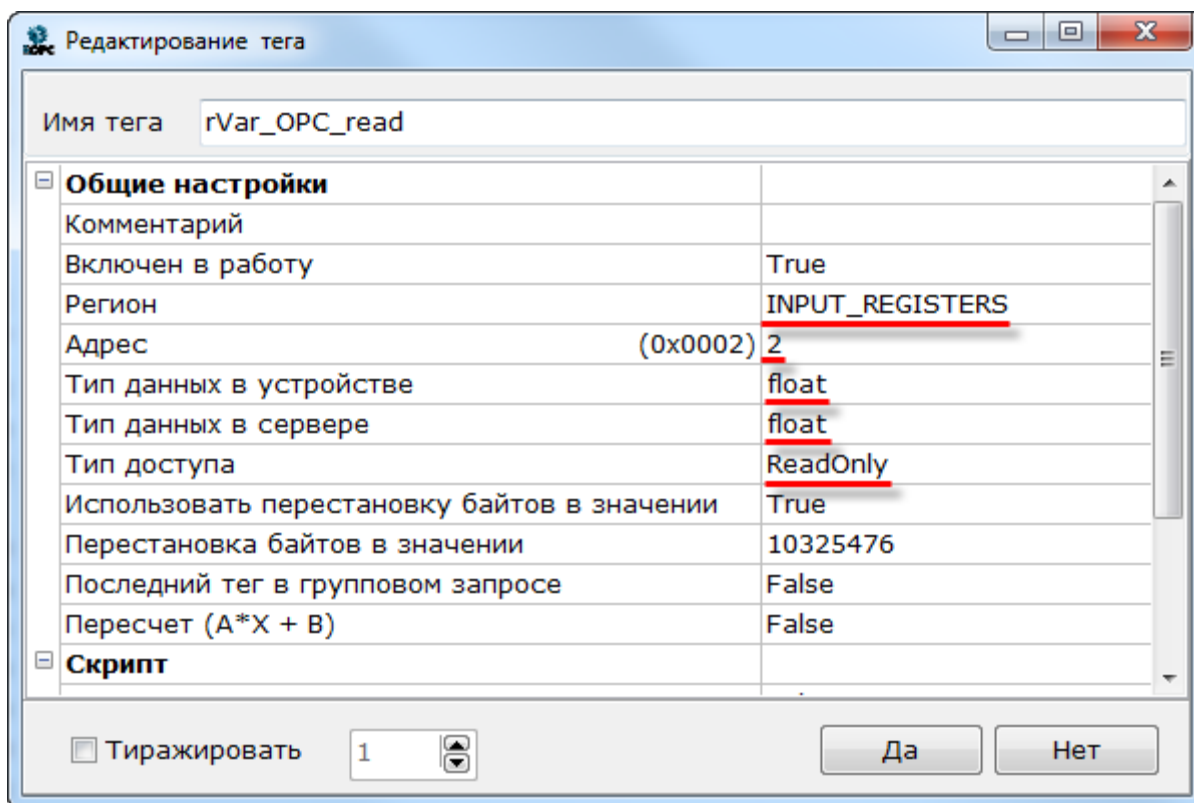 Редактирование тега
Имя тега rVar_OPC_read
Общие настройки
Комментарий
Включен в работу True
Регион INPUT_REGISTERS
Адрес (0x0002) 2
Тип данных в устройстве float
Тип данных в сервере float
Тип доступа ReadOnly
Использовать перестановку байтов в значении True
Перестановка байтов в значении 10325476
Последний тег в групповом запросе False
Пересчет (A*X + B) False
Скрипт
Тиражировать 1 Да Нет